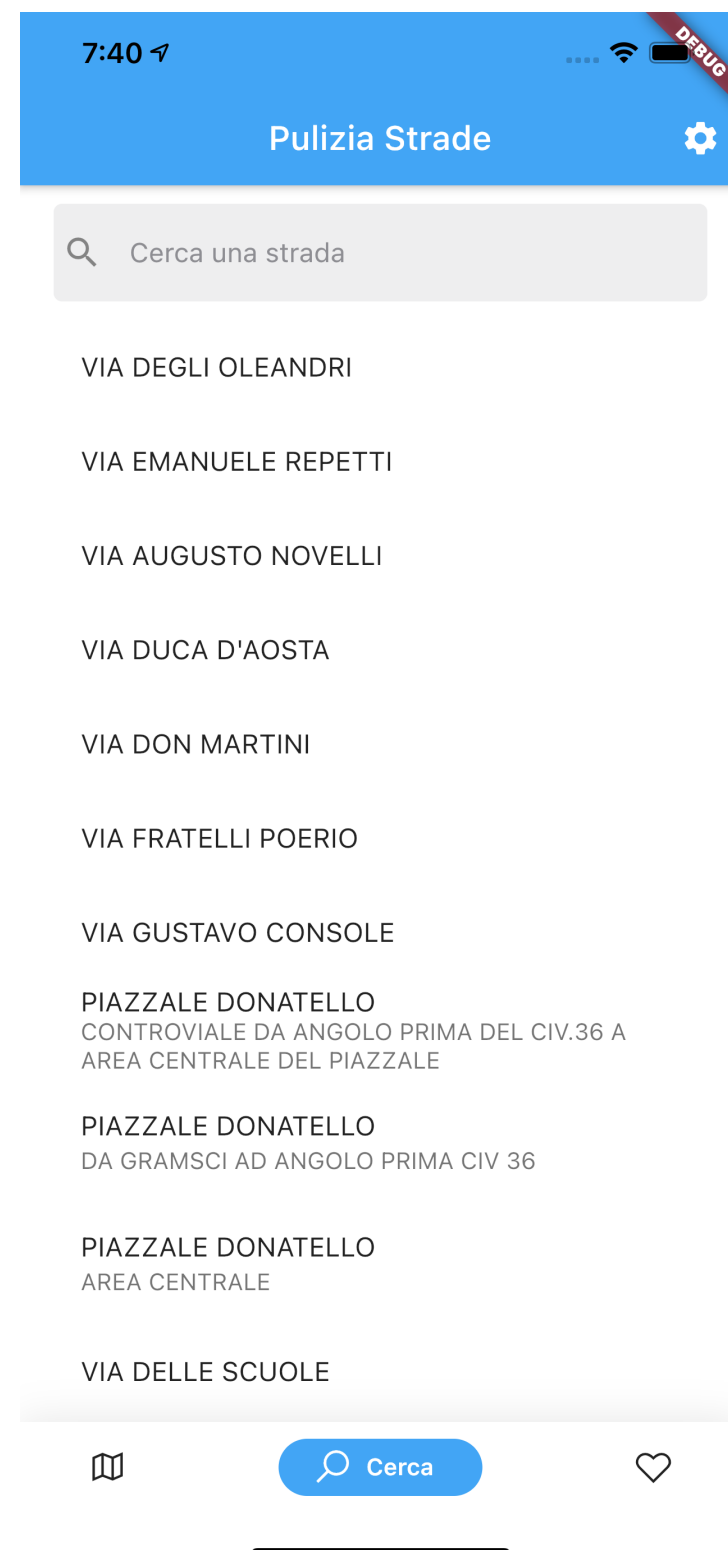 7:40
DEBUG
Pulizia Strade
Cerca una strada
VIA DEGLI OLEANDRI
VIA EMANUELE REPETTI
VIA AUGUSTO NOVELLI
VIA DUCA D'AOSTA
VIA DON MARTINI
VIA FRATELLI POERIO
VIA GUSTAVO CONSOLE
PIAZZALE DONATELLO
CONTROVIALE DA ANGOLO PRIMA DEL CIV.36 A
AREA CENTRALE DEL PIAZZALE
PIAZZALE DONATELLO
DA GRAMSCI AD ANGOLO PRIMA CIV 36
PIAZZALE DONATELLO
AREA CENTRALE
VIA DELLE SCUOLE
Cerca